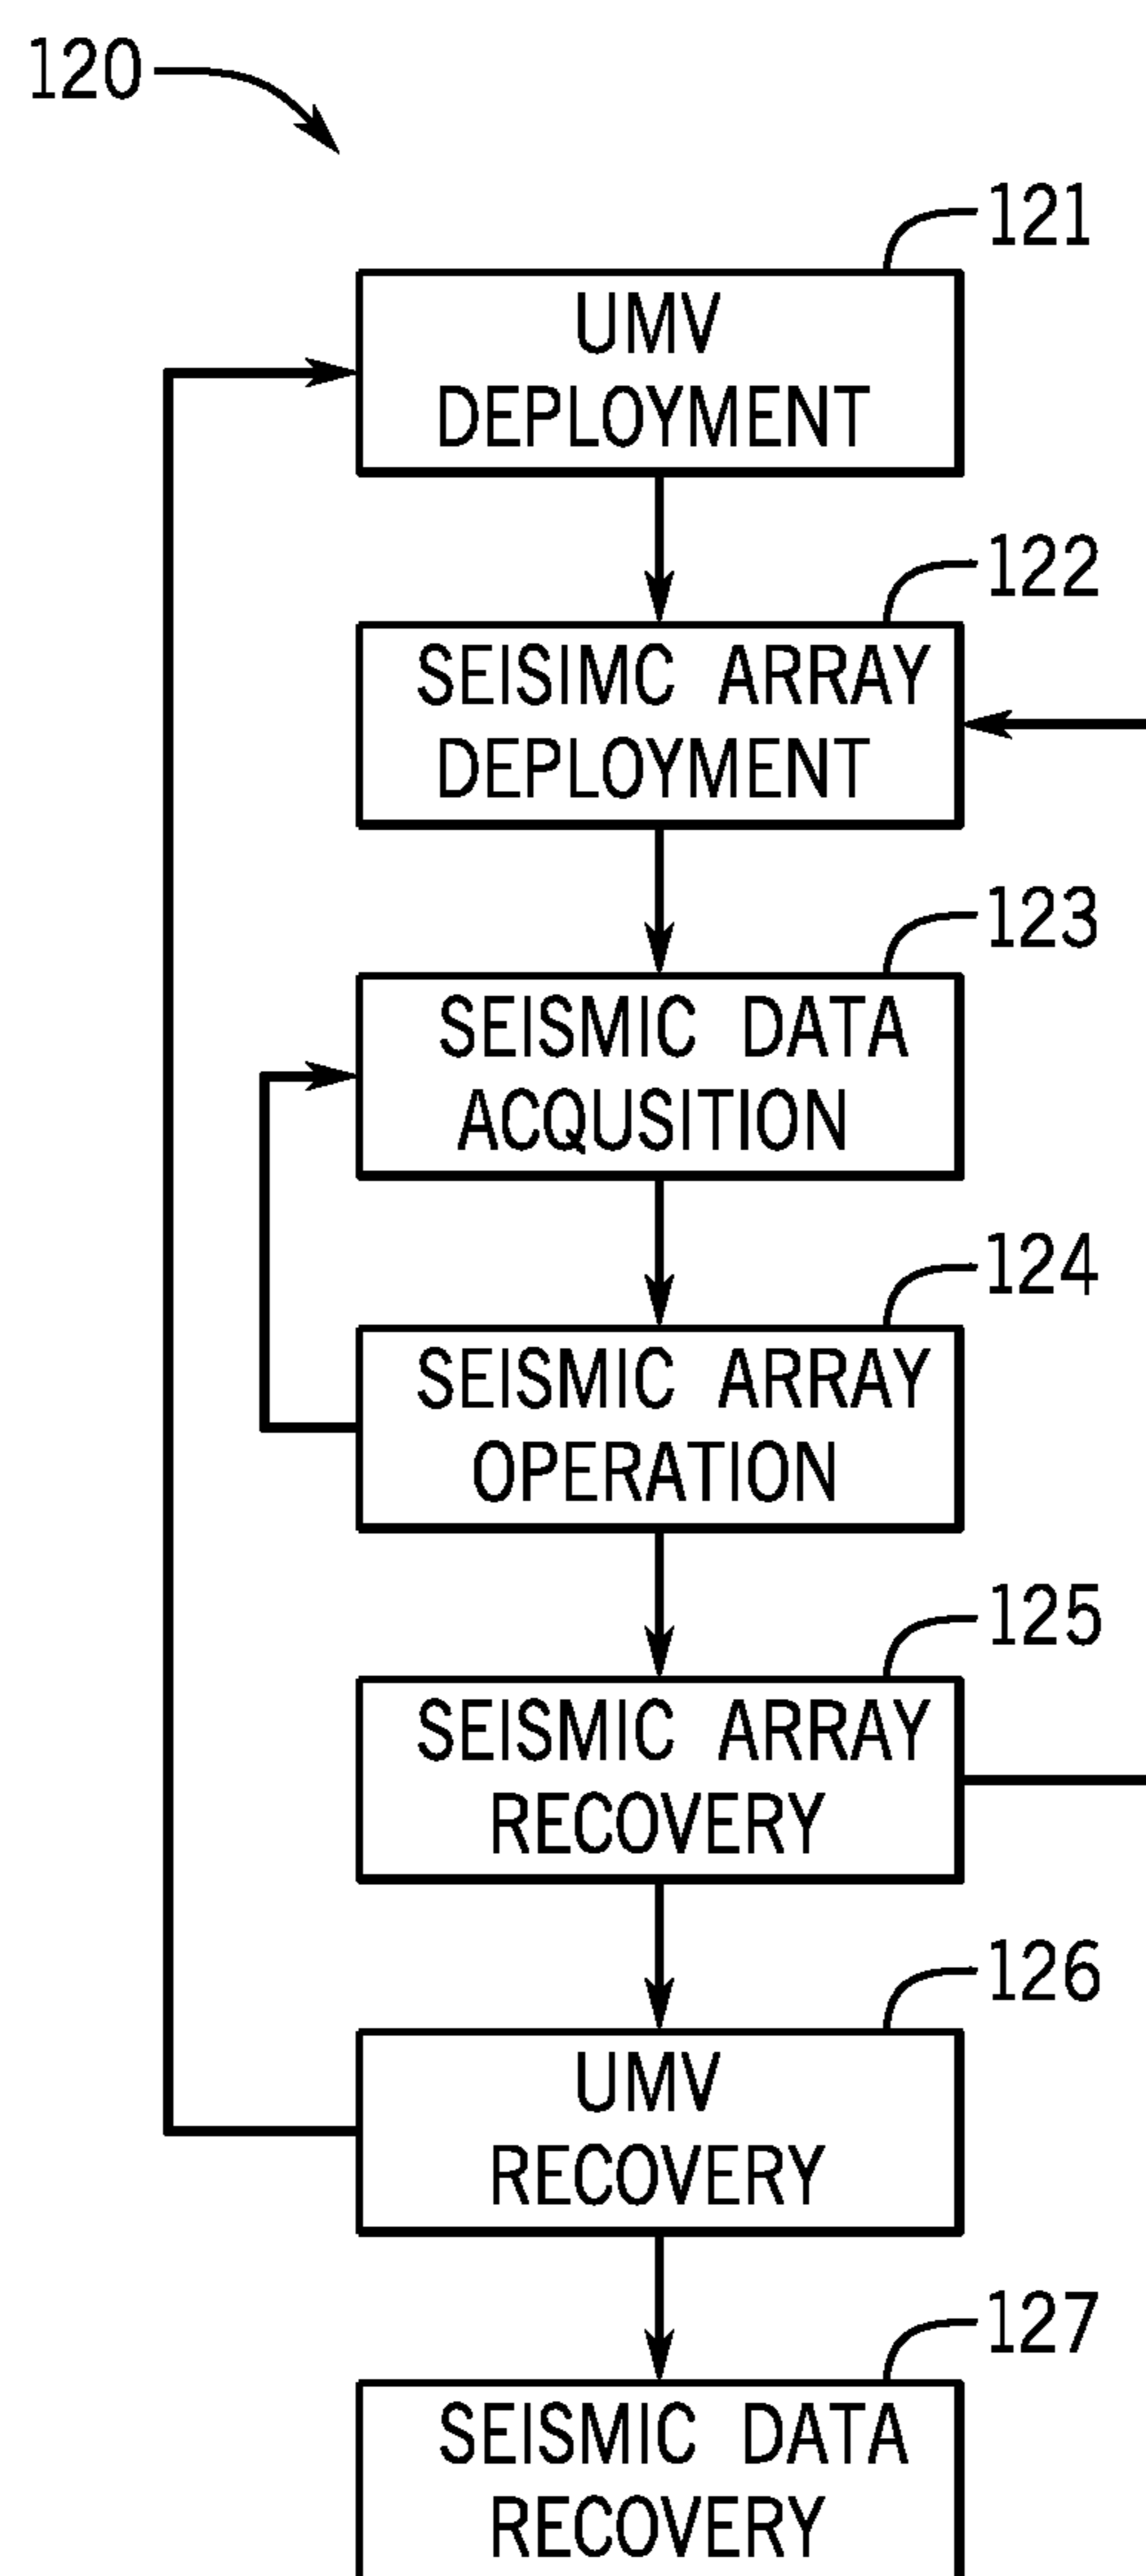 120
121
UMV
DEPLOYMENT
122
SEISIMC ARRAY
DEPLOYMENT
123
SEISMIC DATA
ACQUSITION
124
SEISMIC ARRAY
OPERATION
125
SEISMIC ARRAY
RECOVERY
126
UMV
RECOVERY
127
SEISMIC DATA
RECOVERY